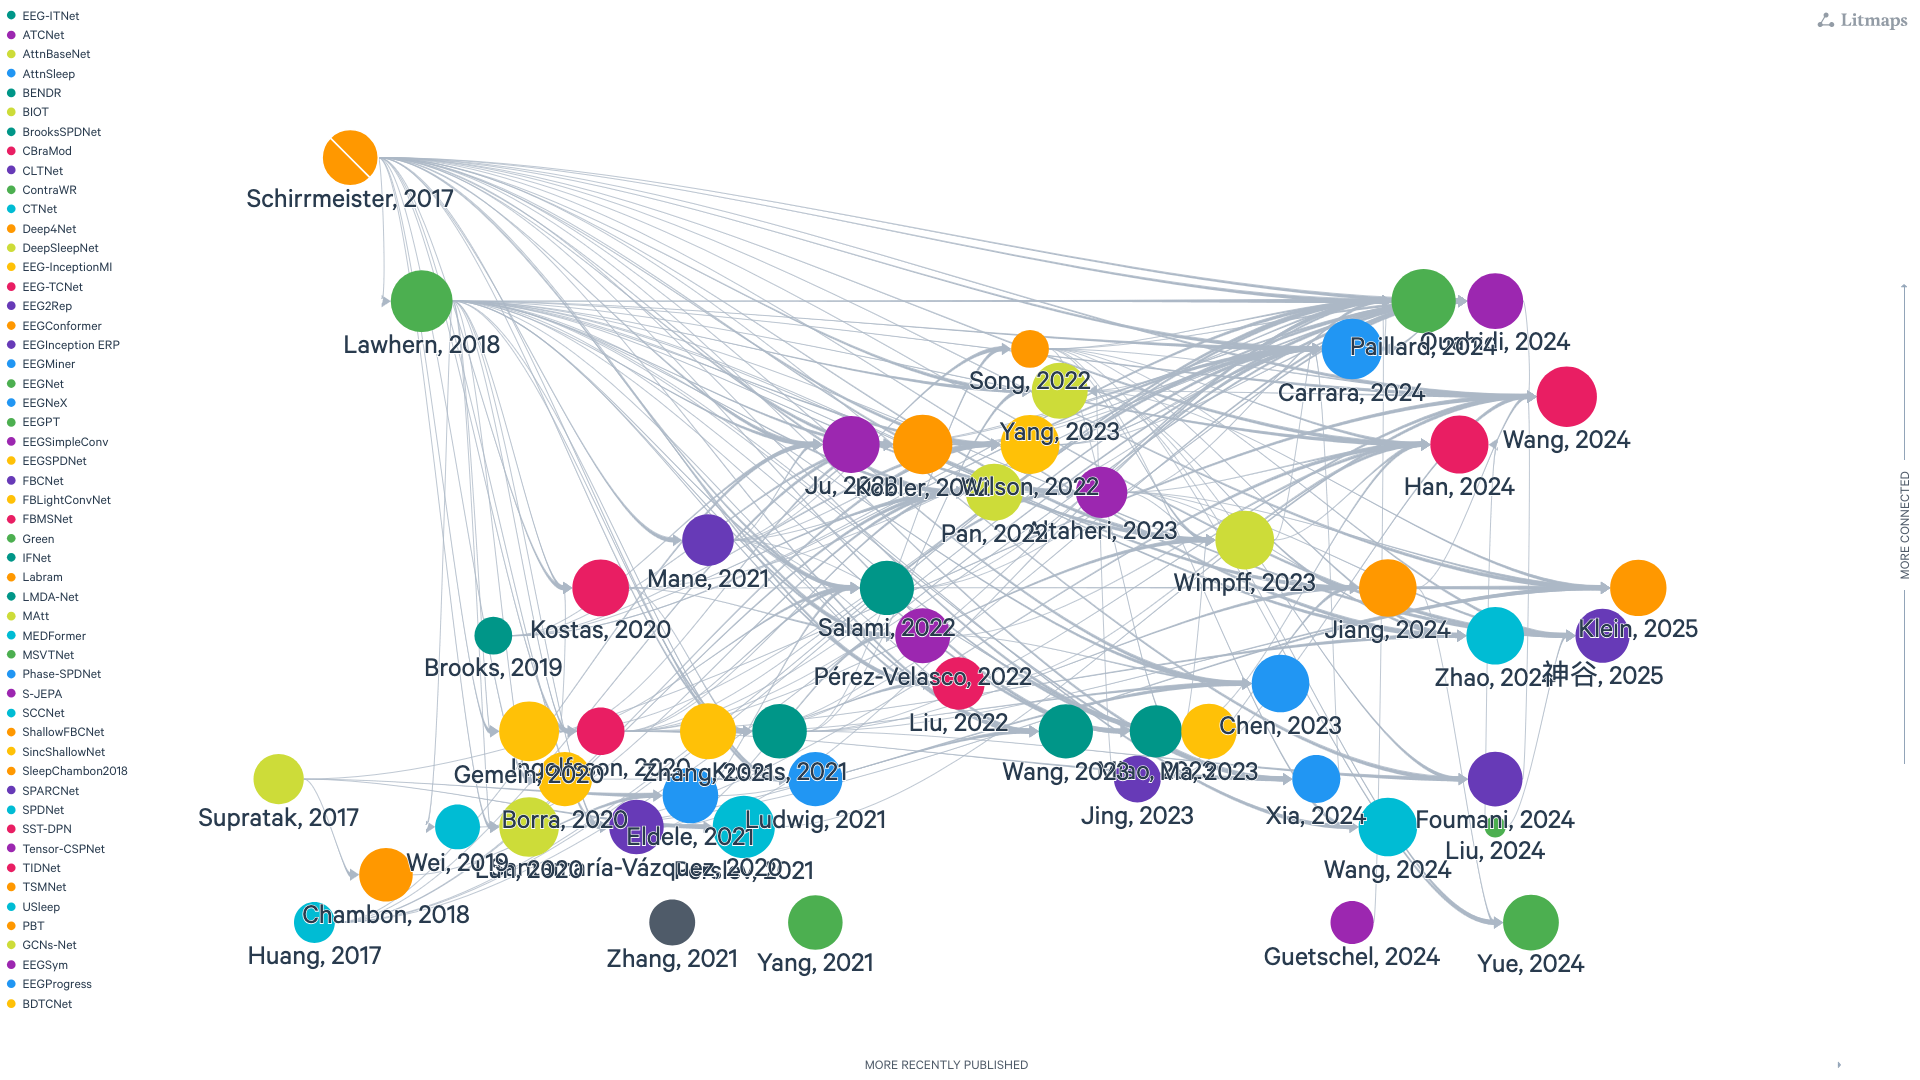 EEG-ITNet
ATCNet
AttnBaseNet
AttnSleep
BENDR
BIOT
BrooksSPDNet
CBraMod
CLTNet
ContraWR
CTNet
Deep4Net
DeepSleepNet
EEG-InceptionMI
EEG-TCNet
EEG2Rep
EEGConformer
EEGInception ERP
EEGMiner
EEGNet
EEGNeX
EEGPT
EEGSimpleConv
EEGSPDNet
FBCNet
FBLightConvNet
FBMSNet
Green
IFNet
Labram
LMDA-Net
MAtt
MEDFormer
MSVTNet
Phase-SPDNet
S-JEPA
SCCNet
ShallowFBCNet
SincShallowNet
SleepChambon2018
SPARCNet
SPDNet
SST-DPN
Tensor-CSPNet
TIDNet
TSMNet
USleep
PBT
GCNs-Net
EEGSym
EEGProgress
BDTCNet
Litmaps
Schirrmeister, 2017
Lawhern, 2018
Paillard, 2024
Ouahidi, 2024
Song, 2022
Carrara, 2024
Yang, 2023
Wang, 2024
Ju, 2022
Kobler, 2022
Wilson, 2022
Han, 2024
Pan, 2022
Altaheri, 2023
Mane, 2021
Wimpff, 2023
Kostas, 2020
Salami, 2022
Jiang, 2024
Klein, 2025
Brooks, 2019
Pérez-Velasco, 2022
Zhao, 2024
神谷, 2025
Liu, 2022
Chen, 2023
Gemein, 2020
Ingolfsson, 2020
Zhang, 2021
Kostas, 2021
Wang, 2023
Ma, 2023
Supratak, 2017
Borra, 2020
Eldele, 2021
Ludwig, 2021
Jing, 2023
Xia, 2024
Foumani, 2024
Liu, 2024
Wei, 2019
Santamaría-Vázquez, 2020
Perslev, 2021
Wang, 2024
Chambon, 2018
Huang, 2017
Zhang, 2021
Yang, 2021
Guetschel, 2024
Yue, 2024
MORE CONNECTED
MORE RECENTLY PUBLISHED